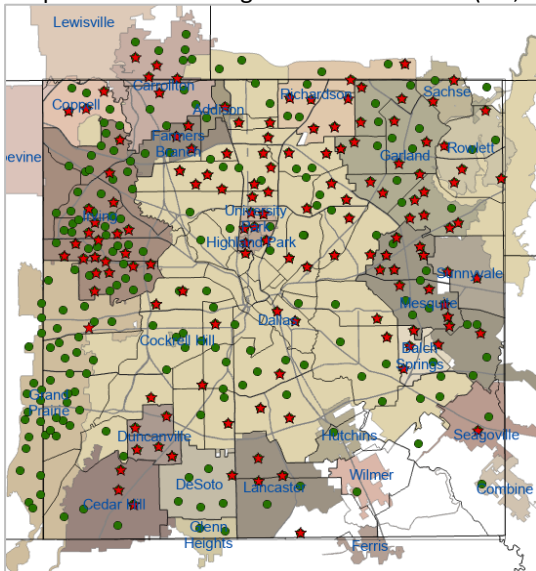 Lewisville
Carrollton
Coppell
Addison
Richardson
Sachse
Farmers
Branch
Garland
Rowlett
evine
Irving
University
Park
Highland Park
Sunnyvale
Mesquite
Dallas
Cockrell Hill
Balch
Springs
Grand
Prairie
Duncanville
Hutchins
Seagoville
Wilmer
DeSoto
Lancaster
Cedar Hill
Combine
Glenn
Heights
Ferris